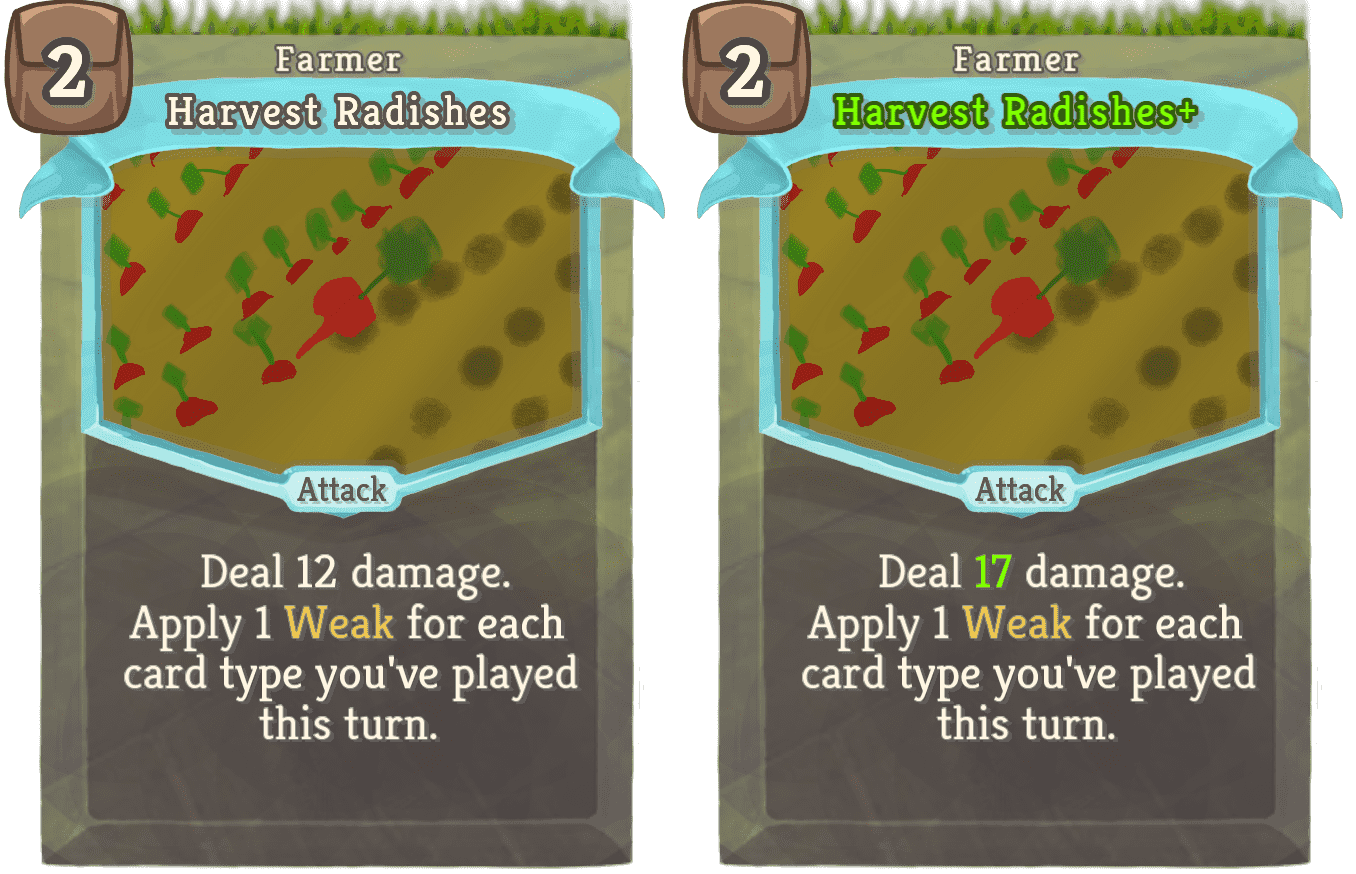 2
Farmer
Harvest Radishes
Attack
Deal 12 damage.
Apply 1 Weak for each
card type you've played
this turn.
2
Farmer
Harvest Radishes+
Attack
Deal 17 damage.
Apply 1 Weak for each
card type you've played
this turn.